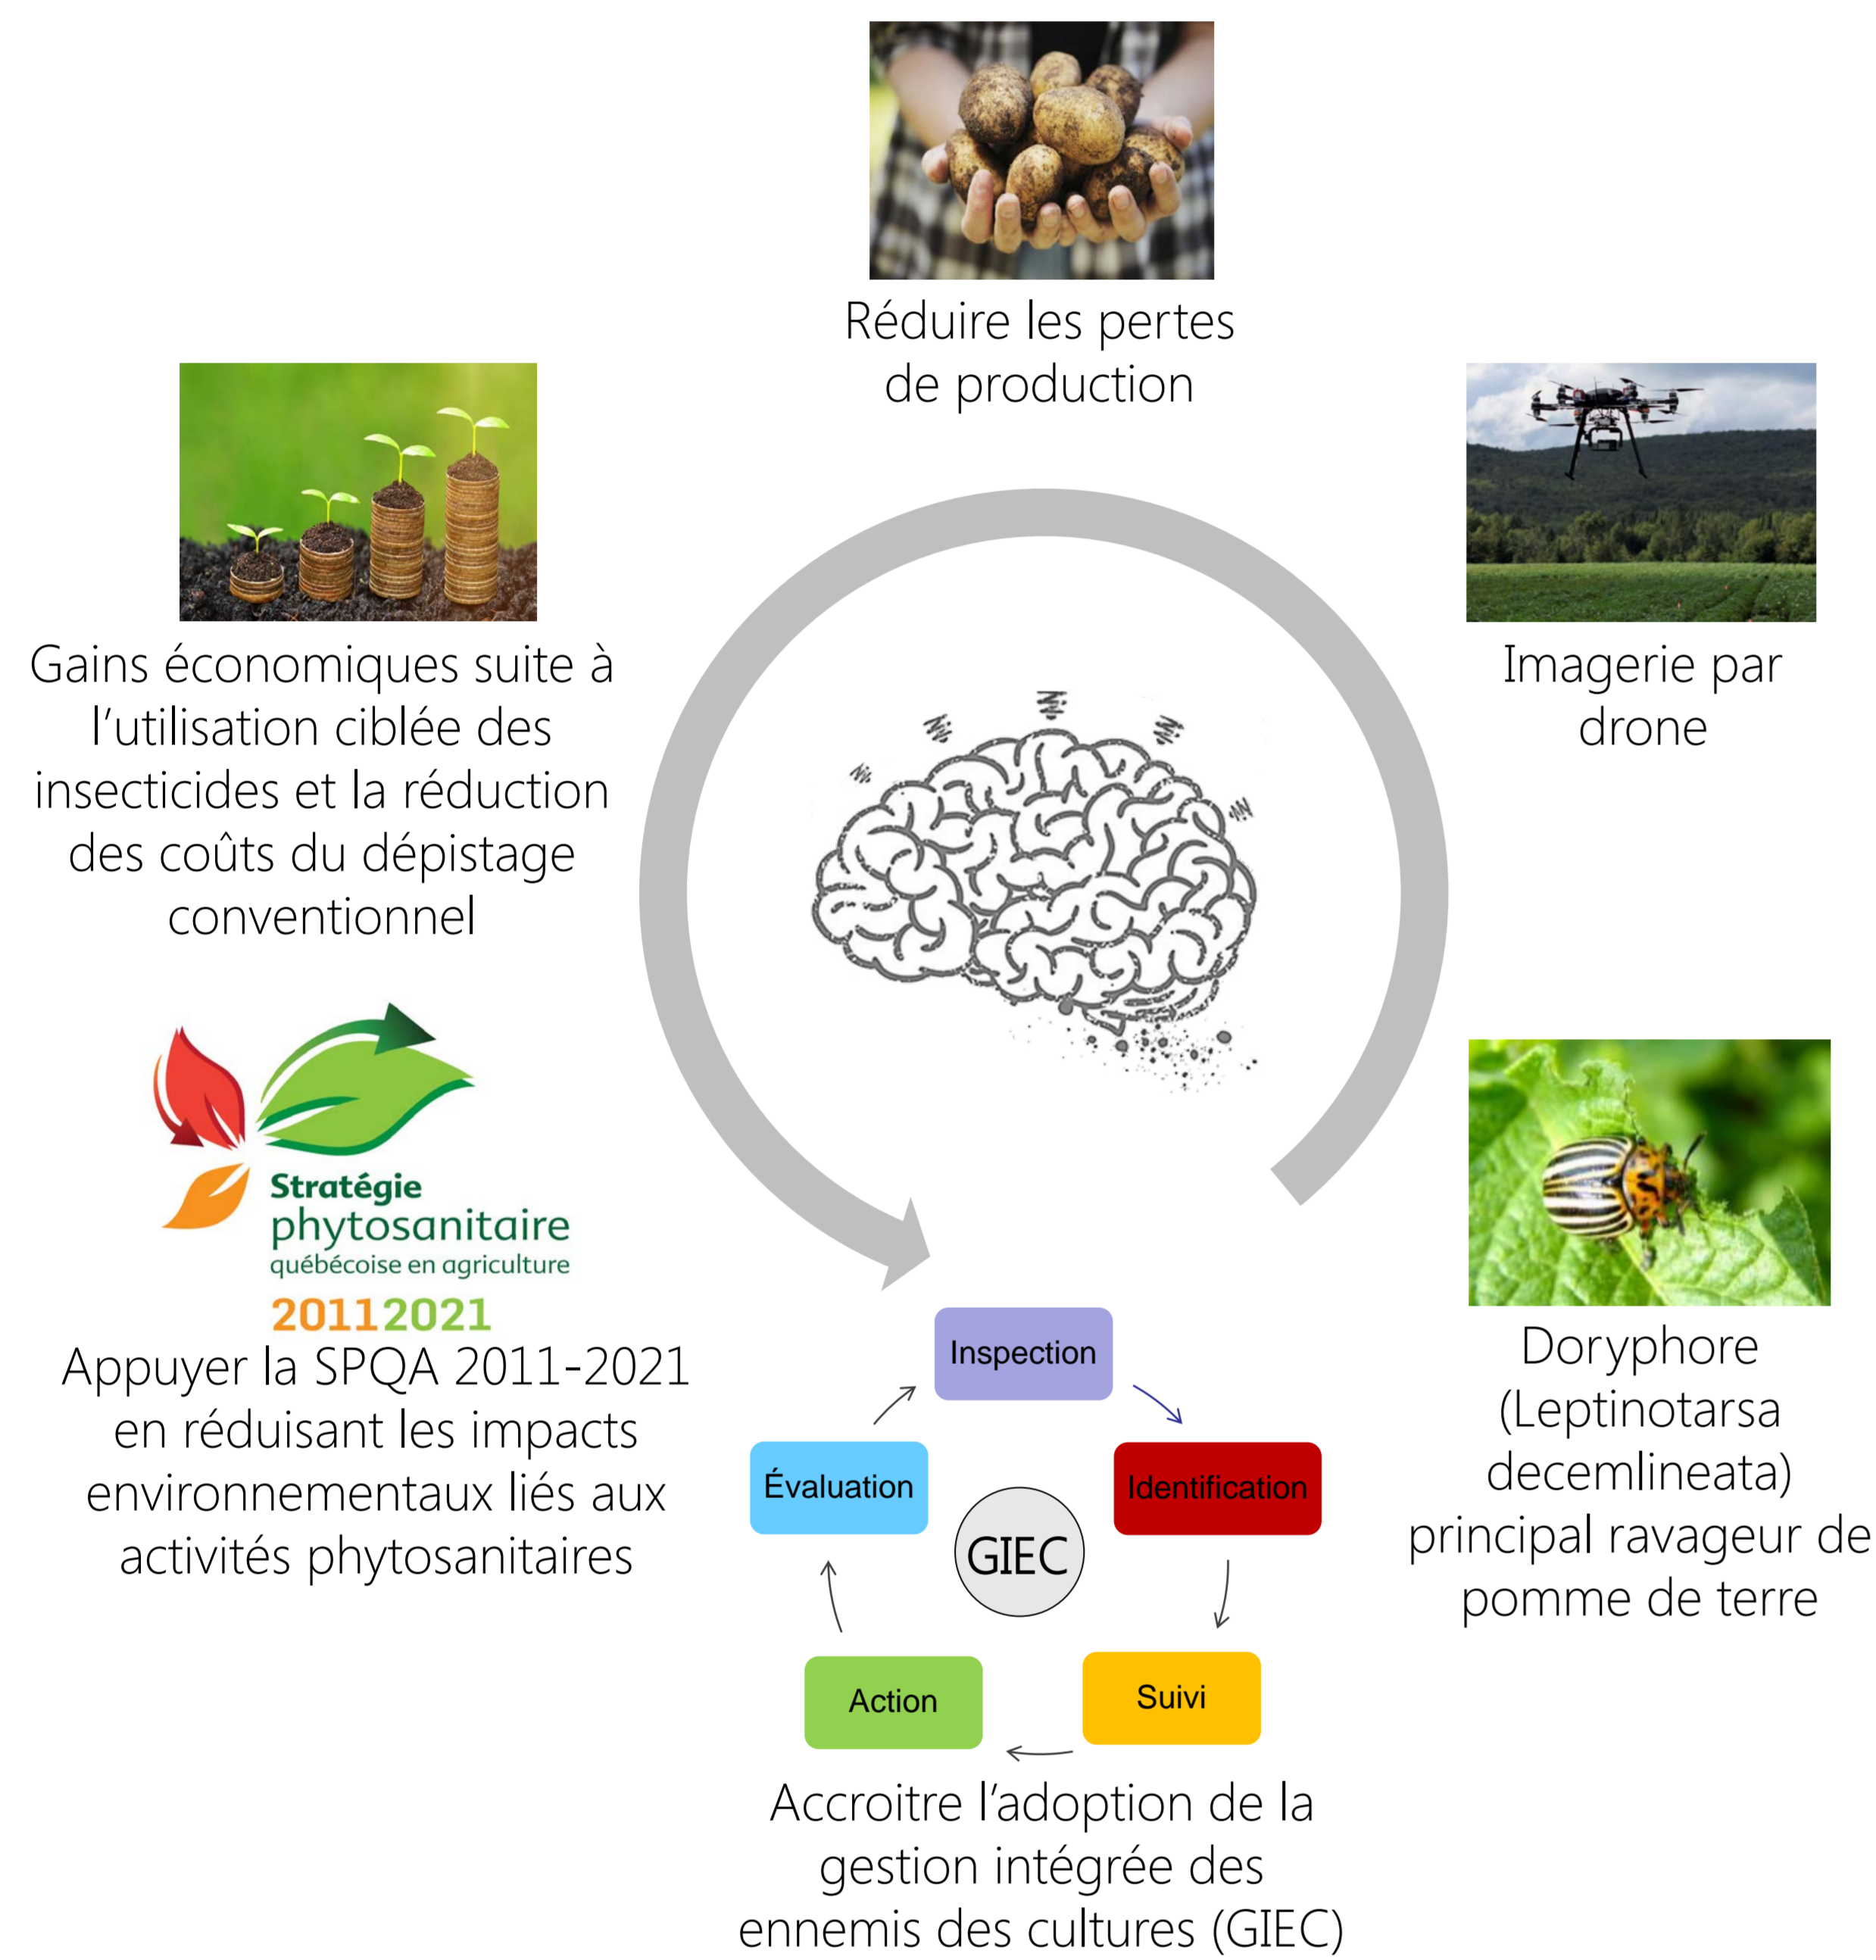 Réduire les pertes
de production
Gains économiques suite à
l'utilisation ciblée des
insecticides et la réduction
des coûts du dépistage
conventionnel
Imagerie par
drone
Stratégie
phytosanitaire
québécoise en agriculture
20112021
Appuyer la SPQA 2011-2021
en réduisant les impacts
environnementaux liés aux
activités phytosanitaires
Doryphore
(Leptinotarsa
decemlineata)
principal ravageur de
pomme de terre
Inspection
Identification
Suivi
Action
Évaluation
GIEC
Accroitre l'adoption de la
gestion intégrée des
ennemis des cultures (GIEC)